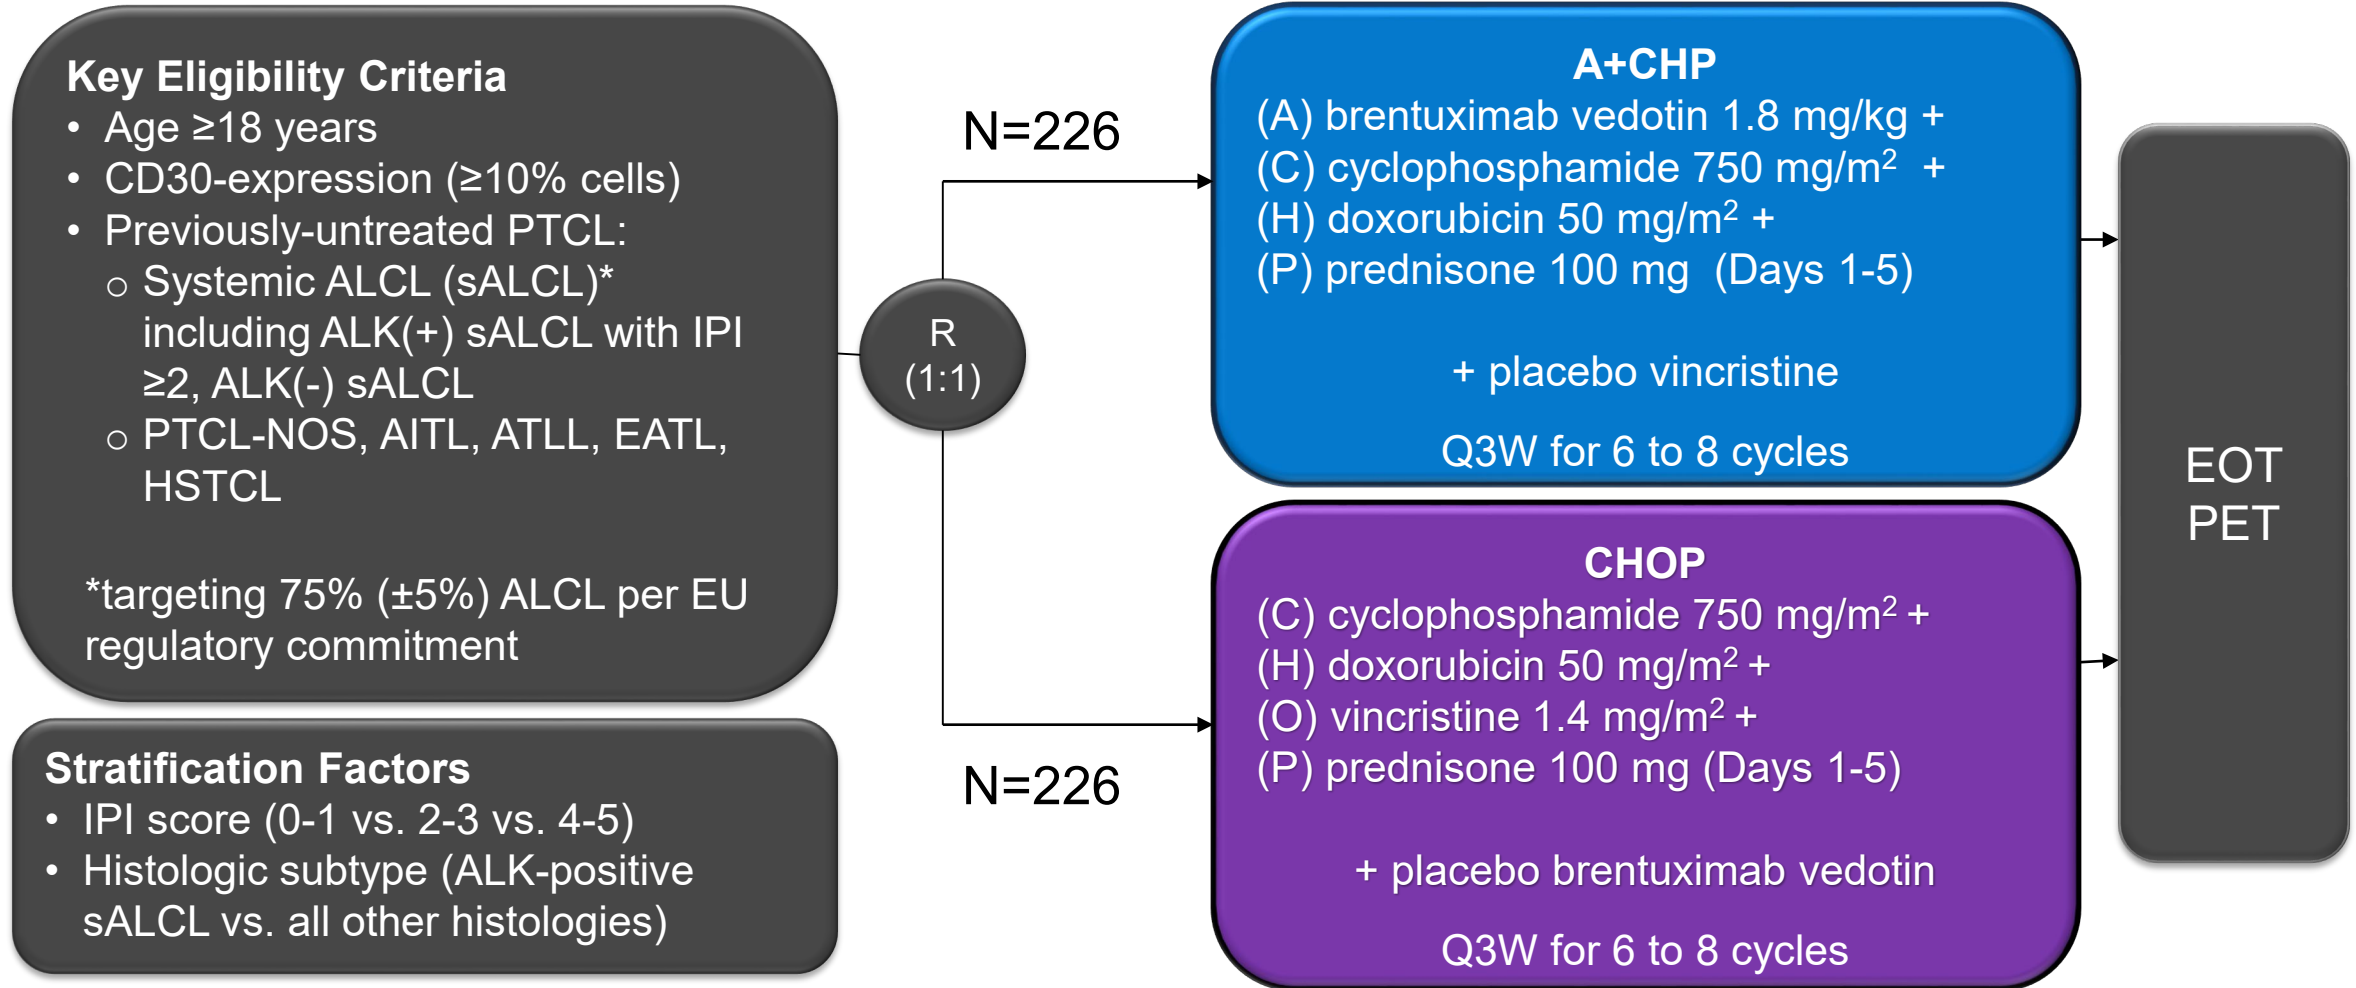 Key Eligibility Criteria
• Age ≥18 years
• CD30-expression (≥10% cells)
• Previously-untreated PTCL:
o Systemic ALCL (sALCL)*
including ALK(+) sALCL with IPI
≥2, ALK(-) sALCL
o PTCL-NOS, AITL, ATLL, EATL,
HSTCL
*targeting 75% (±5%) ALCL per EU
regulatory commitment
Stratification Factors
• IPI score (0-1 vs. 2-3 vs. 4-5)
• Histologic subtype (ALK-positive
sALCL vs. all other histologies)
R
(1:1)
N=226
N=226
A+CHP
(A) brentuximab vedotin 1.8 mg/kg +
(C) cyclophosphamide 750 mg/m² +
(H) doxorubicin 50 mg/m² +
(P) prednisone 100 mg (Days 1-5)
+ placebo vincristine
Q3W for 6 to 8 cycles
CHOP
(C) cyclophosphamide 750 mg/m² +
(H) doxorubicin 50 mg/m² +
(O) vincristine 1.4 mg/m² +
(P) prednisone 100 mg (Days 1-5)
+ placebo brentuximab vedotin
Q3W for 6 to 8 cycles
EOT
PET